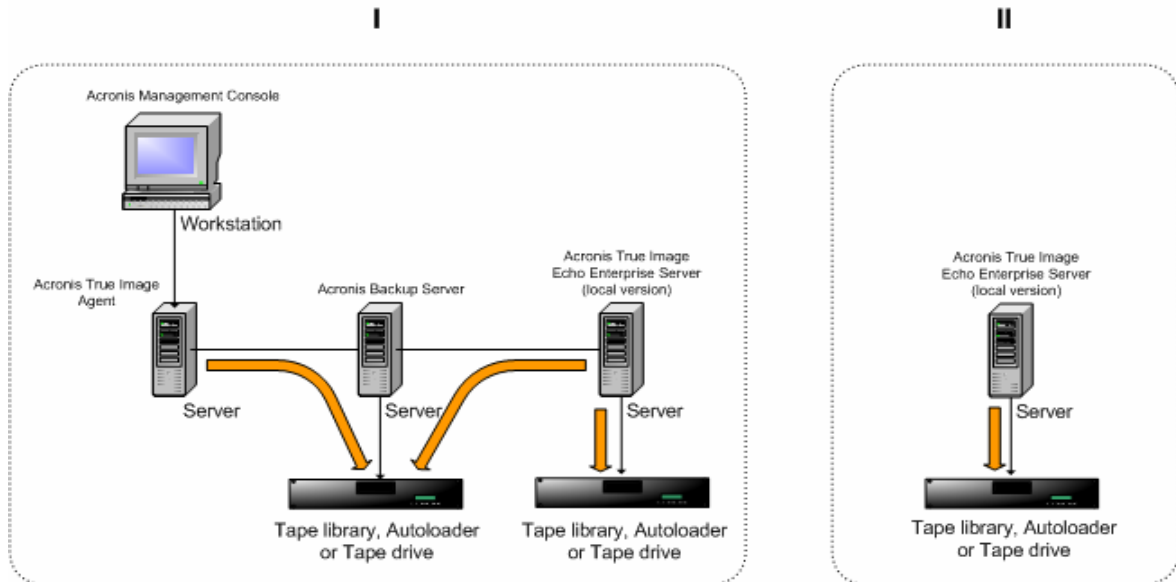 I
II
Acronis Management Console
Workstation
Acronis True Image
Agent
Server
Acronis Backup Server
Server
Acronis True Image
Echo Enterprise Server
(local version)
Server
Tape library, Autoloader
or Tape drive
Tape library, Autoloader
or Tape drive
Acronis True Image
Echo Enterprise Server
(local version)
Server
Tape library, Autoloader
or Tape drive